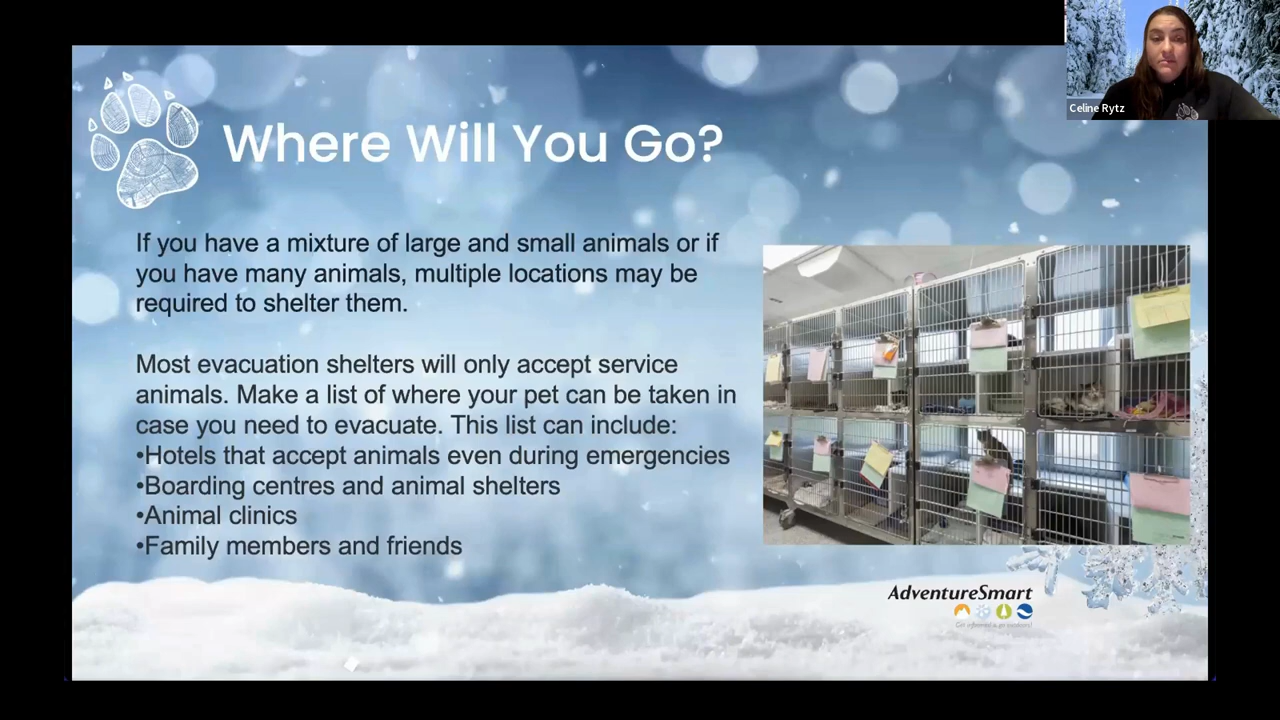 Celine Rytz
Where Will You Go?
If you have a mixture of large and small animals or if
you have many animals, multiple locations may be
required to shelter them.
Most evacuation shelters will only accept service
animals. Make a list of where your pet can be taken in
case you need to evacuate. This list can include:
•Hotels that accept animals even during emergencies
•Boarding centres and animal shelters
•Animal clinics
•Family members and friends
AdventureSmart